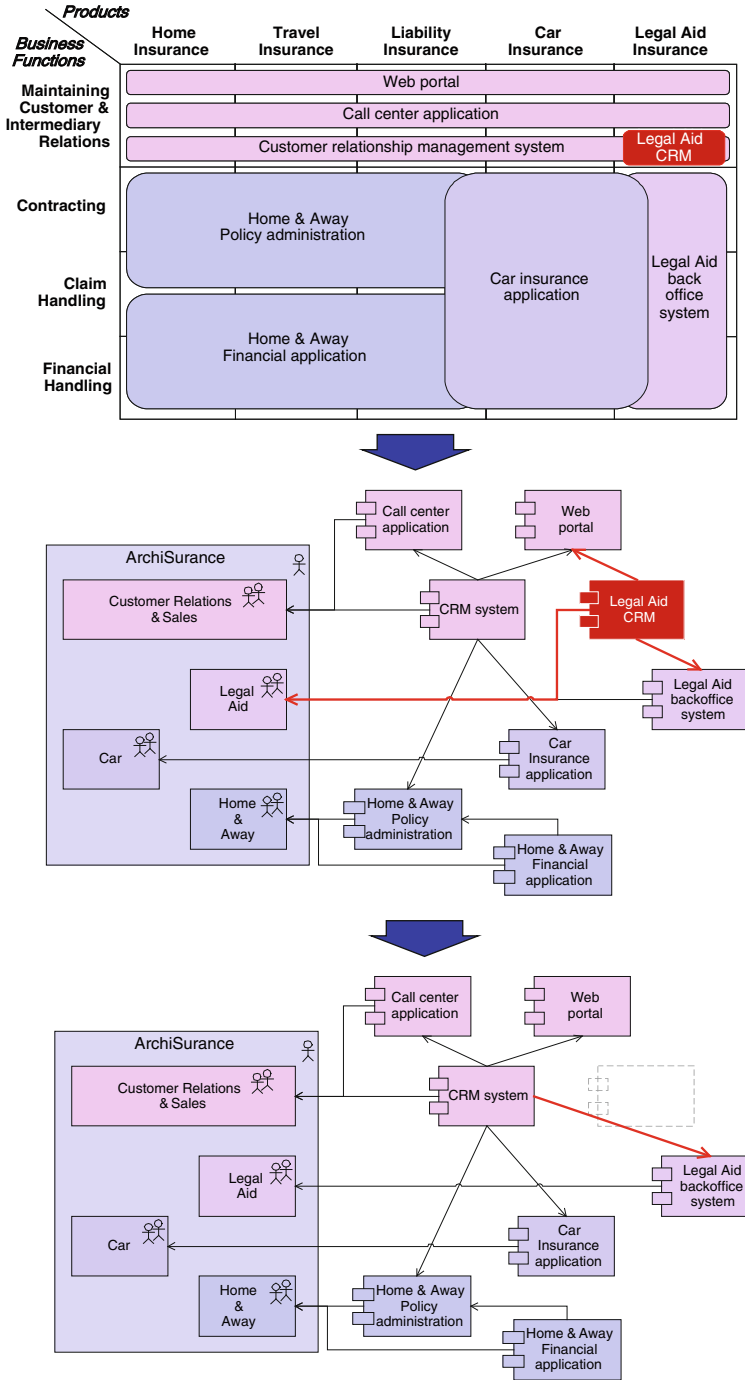 Products
Business
Functions
Home
Insurance
Travel
Insurance
Liability
Insurance
Car
Insurance
Legal Aid
Insurance
Maintaining
Customer &
Intermediary
Relations
Web portal
Call center application
Customer relationship management system
Legal Aid
CRM
Contracting
Claim
Handling
Financial
Handling
Home & Away
Policy administration
Home & Away
Financial application
Car insurance
application
Legal Aid
back
office
system
ArchiSurance
Customer Relations
& Sales
Legal
Aid
Car
Home
&
Away
Call center
application
Web
portal
CRM system
Legal Aid
CRM
Legal Aid
backoffice
system
Car
Insurance
application
Home & Away
Policy
administration
Home & Away
Financial
application
ArchiSurance
Customer Relations
& Sales
Legal
Aid
Car
Home
&
Away
Call center
application
Web
portal
CRM system
Legal Aid
backoffice
system
Car
Insurance
application
Home & Away
Policy
administration
Home & Away
Financial
application